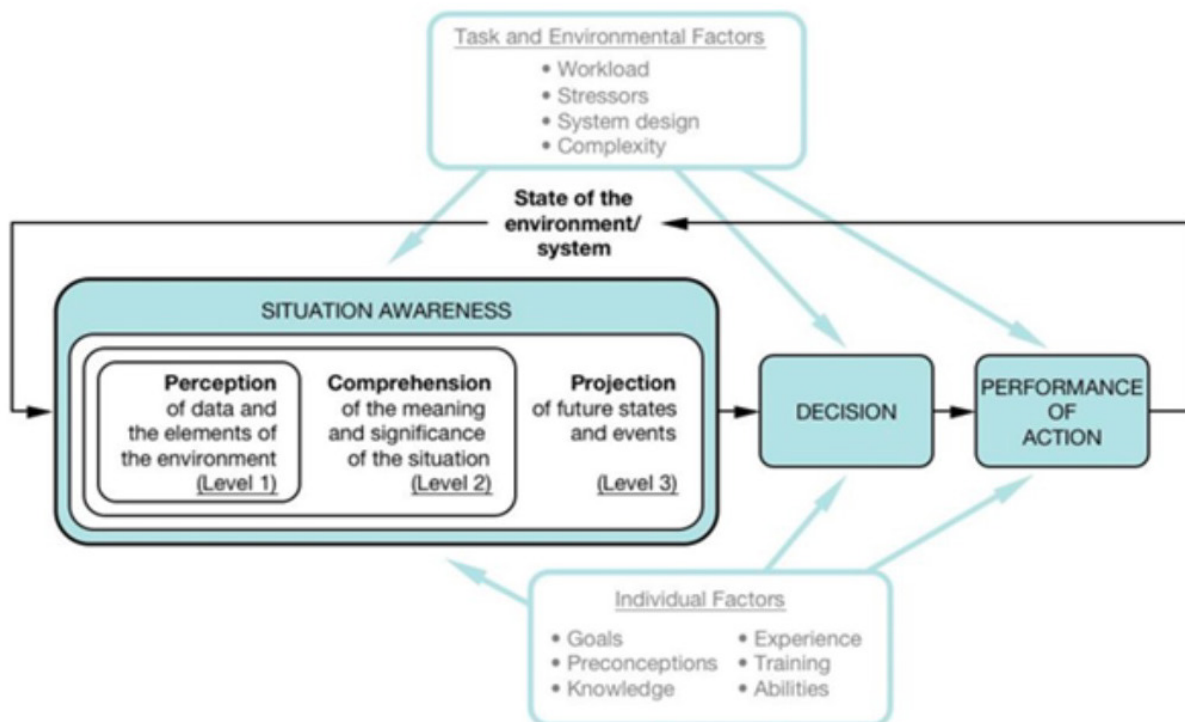 Task and Environmental Factors
• Workload
• Stressors
• System design
• Complexity
State of the
environment/
system
SITUATION AWARENESS
Perception
of data and
the elements of
the environment
(Level 1)
Comprehension
of the meaning
and significance
of the situation
(Level 2)
Projection
of future states
and events
(Level 3)
DECISION
PERFORMANCE
OF
ACTION
Individual Factors
• Goals
• Preconceptions
• Knowledge
• Experience
• Training
• Abilities